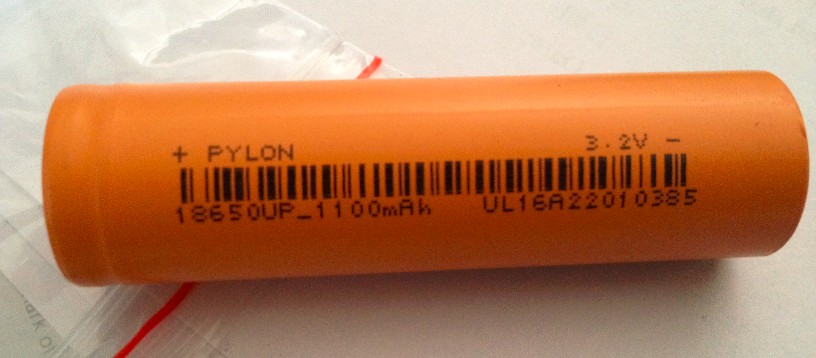 + PYLON 3.2V -
18650UP_1100mAh UL16A22010385